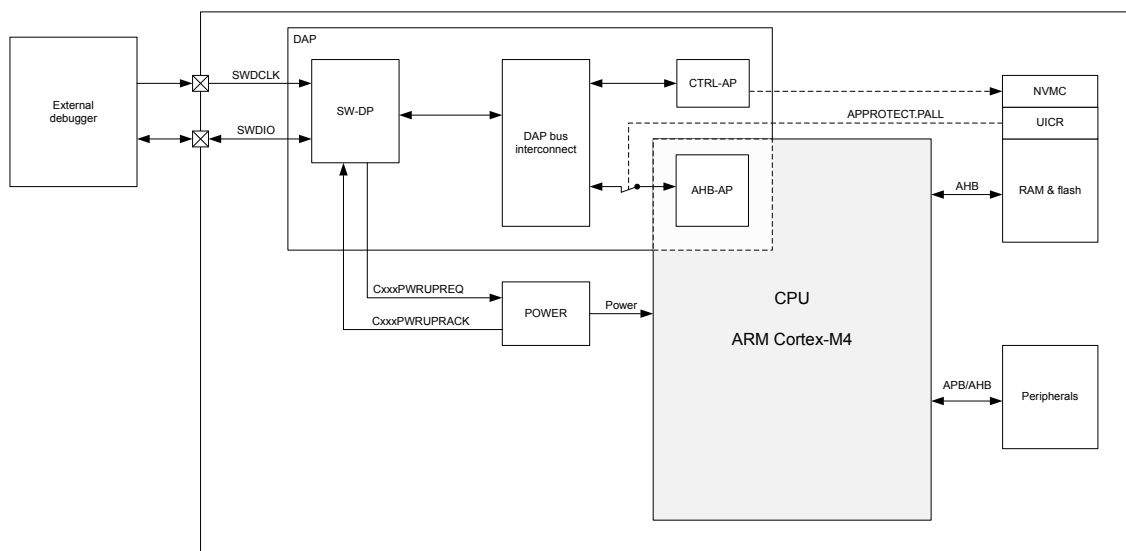 DAP
External
debugger
SWDCLK
SWDIO
SW-DP
DAP bus
interconnect
CTRL-AP
NVMC
UICR
APPROTECT.PALL
AHB-AP
AHB
RAM & flash
CxxxPWRUPREQ
CxxxPWRUPRACK
POWER
Power
CPU
ARM Cortex-M4
APB/AHB
Peripherals